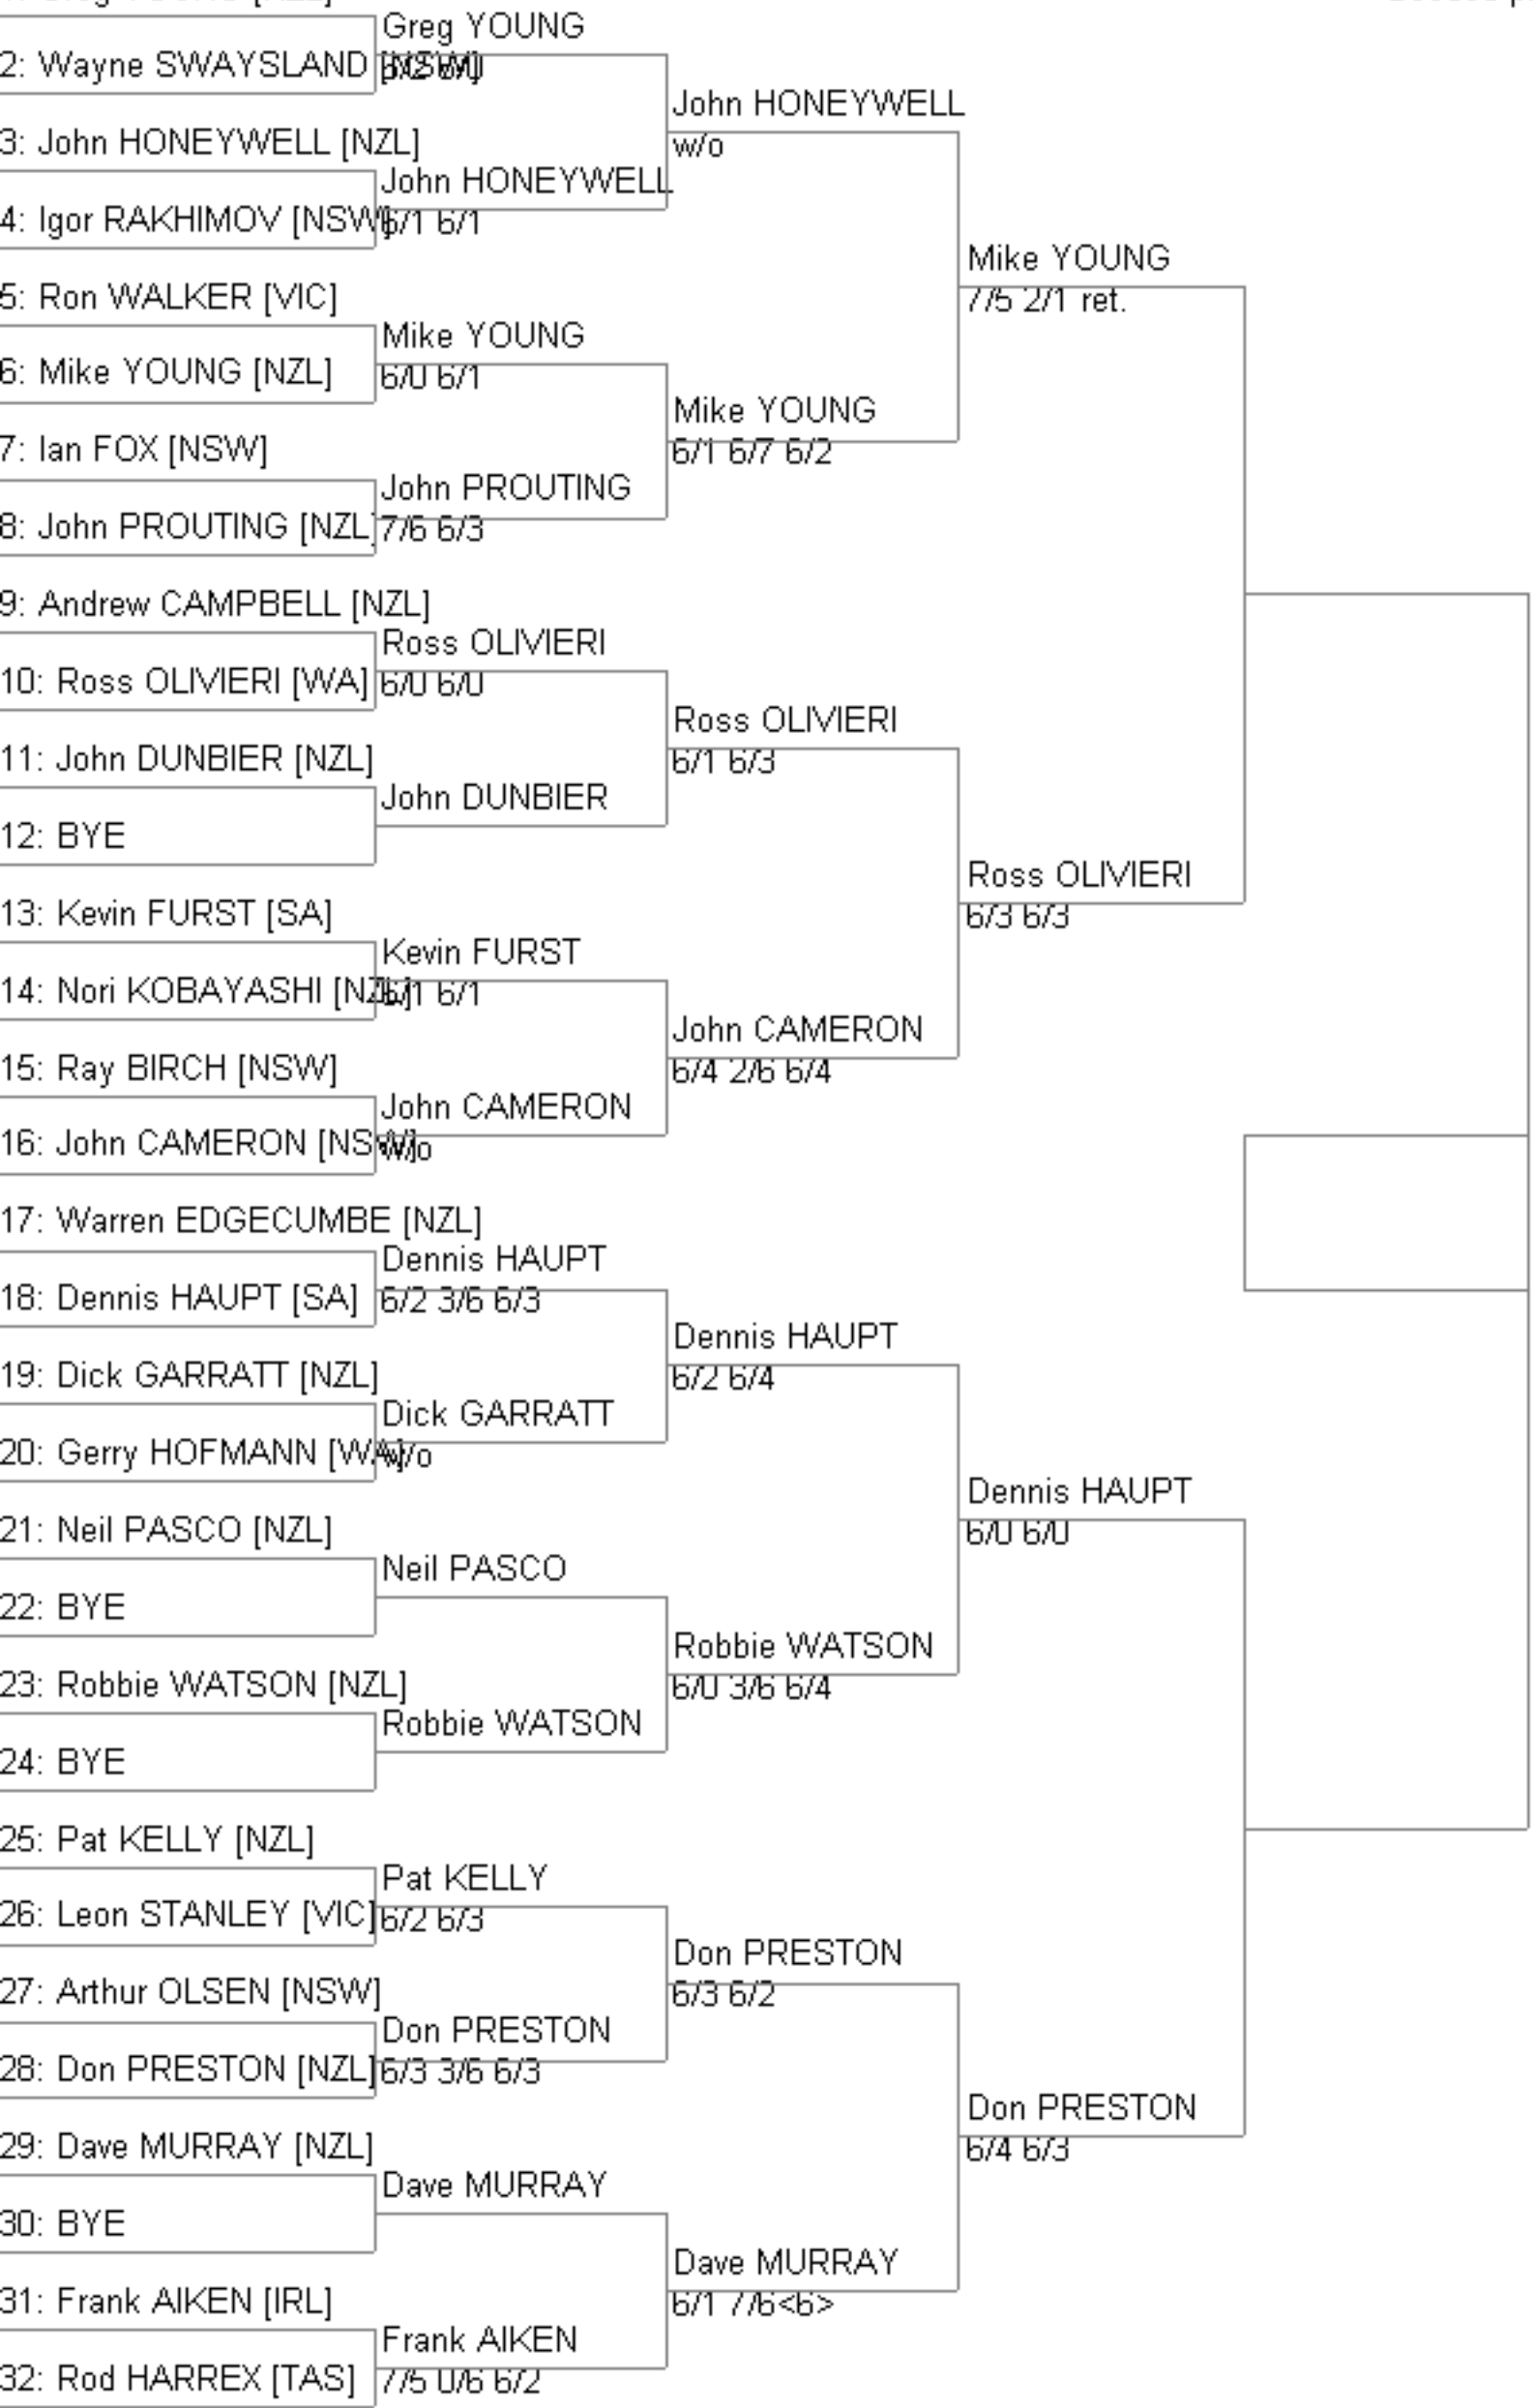 2: Wayne SWAYSLAND [NSW]
3: John HONEYWELL [NZL]
4: Igor RAKHIMOV [NSW]
5: Ron WALKER [VIC]
6: Mike YOUNG [NZL]
7: Ian FOX [NSW]
8: John PROUTING [NZL]
9: Andrew CAMPBELL [NZL]
10: Ross OLIVIERI [WA]
11: John DUNBIER [NZL]
12: BYE
13: Kevin FURST [SA]
14: Nori KOBAYASHI [NZL]
15: Ray BIRCH [NSW]
16: John CAMERON [NSW]
17: Warren EDGECUMBE [NZL]
18: Dennis HAUPT [SA]
19: Dick GARRATT [NZL]
20: Gerry HOFMANN [WA]
21: Neil PASCO [NZL]
22: BYE
23: Robbie WATSON [NZL]
24: BYE
25: Pat KELLY [NZL]
26: Leon STANLEY [VIC]
27: Arthur OLSEN [NSW]
28: Don PRESTON [NZL]
29: Dave MURRAY [NZL]
30: BYE
31: Frank AIKEN [IRL]
32: Rod HARREX [TAS]
Greg YOUNG
John HONEYWELL
6/1 6/1
Mike YOUNG
6/0 6/1
John PROUTING
7/6 6/3
Ross OLIVIERI
6/0 6/0
John DUNBIER
Kevin FURST
6/1 6/1
John CAMERON
w/o
Dennis HAUPT
6/2 3/6 6/3
Dick GARRATT
w/o
Neil PASCO
Robbie WATSON
Pat KELLY
6/2 6/3
Don PRESTON
6/3 3/6 6/3
Dave MURRAY
Frank AIKEN
7/5 0/6 6/2
John HONEYWELL
w/o
Mike YOUNG
6/1 6/7 6/2
Ross OLIVIERI
6/1 6/3
John CAMERON
6/4 2/6 6/4
Dennis HAUPT
6/2 6/4
Robbie WATSON
6/0 3/6 6/4
Don PRESTON
6/3 6/2
Dave MURRAY
6/1 7/6<6>
Mike YOUNG
7/5 2/1 ret.
Ross OLIVIERI
6/3 6/3
Dennis HAUPT
6/0 6/0
Don PRESTON
6/4 6/3